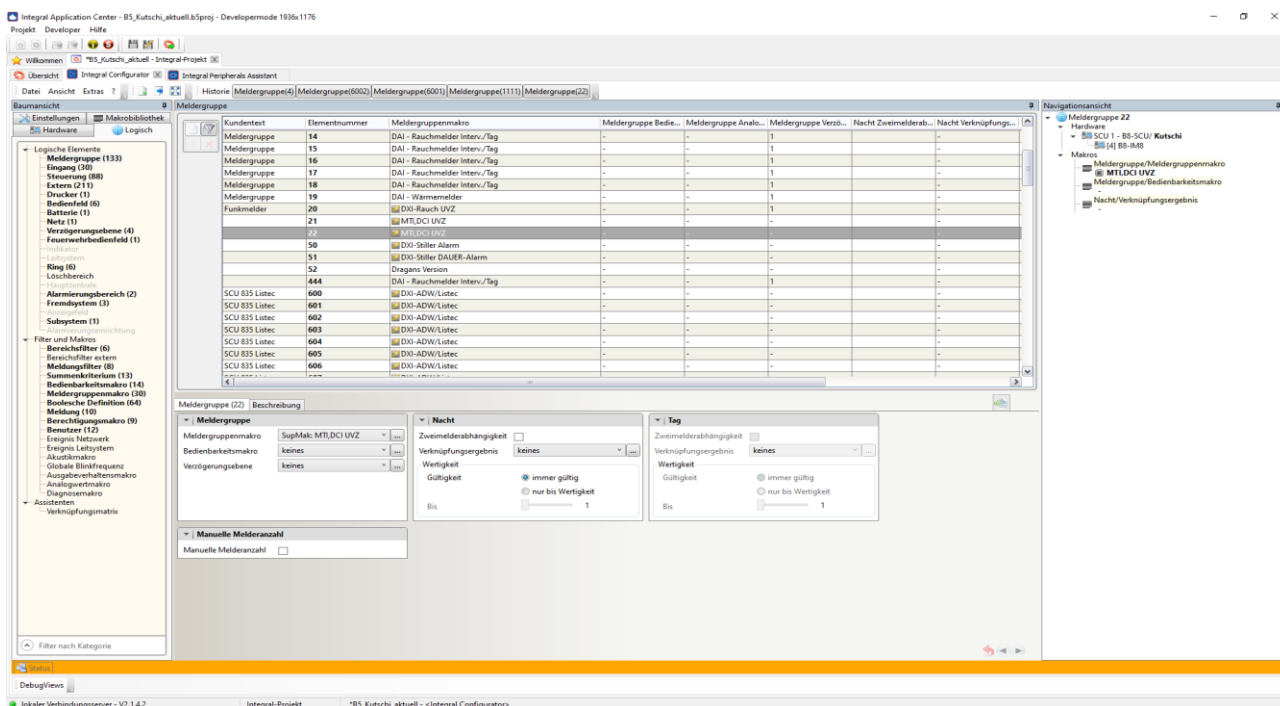 Integral Application Center - B5_Kutschi_aktuell.b5proj - Developermode 1936x1176
Projekt Developer Hilfe
Willkommen *B5_Kutschi_aktuell - Integral-Projekt
Übersicht Integral Configurator Integral Peripherals Assistant
Datei Ansicht Extras ? Historie Meldergruppe(4) Meldergruppe(6002) Meldergruppe(6001) Meldergruppe(1111) Meldergruppe(22)
Baumansicht
Einstellungen Makrobibliothek
Hardware Logisch
Logische Elemente
Meldergruppe (133)
Eingang (30)
Steuerung (88)
Extern (211)
Drucker (1)
Bedienfeld (6)
Batterie (1)
Netz (1)
Verzögerungsebene (4)
Feuerwehrbedienfeld (1)
Indikator
Leitsystem
Ring (6)
Löschbereich
Hauptzentrale
Alarmierungsbereich (2)
Fremdsystem (3)
Anzeigefeld
Subsystem (1)
Alarmierungseinrichtung
Filter und Makros
Bereichsfilter (6)
Bereichsfilter extern
Meldungsfilter (8)
Summenkriterium (13)
Bedienbarkeitsmakro (14)
Meldergruppenmakro (30)
Boolesche Definition (64)
Meldung (10)
Berechtigungsmakro (9)
Benutzer (12)
Ereignis Netzwerk
Ereignis Leitsystem
Akustikmakro
Globale Blinkfrequenz
Ausgabeverhaltensmakro
Analogwertmakro
Diagnosemakro
Assistenten
Verknüpfungsmatrix
Filter nach Kategorie
Meldergruppe
Kundentext Elementnummer Meldergruppenmakro Meldergruppe Bedie... Meldergruppe Analo... Meldergruppe Verzö... Nacht Zweimelderab... Nacht Verknüpfungs...
Meldergruppe 14 DAI - Rauchmelder Interv./Tag - - 1 -
Meldergruppe 15 DAI - Rauchmelder Interv./Tag - - 1 -
Meldergruppe 16 DAI - Rauchmelder Interv./Tag - - 1 -
Meldergruppe 17 DAI - Rauchmelder Interv./Tag - - 1 -
Meldergruppe 18 DAI - Rauchmelder Interv./Tag - - 1 -
Meldergruppe 19 DAI - Wärmemelder - - 1 -
Funkmelder 20 DXI-Rauch UVZ - - 1 -
21 MTI,DCI UVZ - - - -
22 MTI,DCI UVZ - - - -
50 DXI-Stiller Alarm - - - -
51 DXI-Stiller DAUER-Alarm - - - -
52 Dragans Version - - - -
444 DAI - Rauchmelder Interv./Tag - - 1 -
SCU 835 Listec 600 DXI-ADW/Listec - - - -
SCU 835 Listec 601 DXI-ADW/Listec - - - -
SCU 835 Listec 602 DXI-ADW/Listec - - - -
SCU 835 Listec 603 DXI-ADW/Listec - - - -
SCU 835 Listec 604 DXI-ADW/Listec - - - -
SCU 835 Listec 605 DXI-ADW/Listec - - - -
SCU 835 Listec 606 DXI-ADW/Listec - - - -
Meldergruppe (22) Beschreibung
Meldergruppe
Meldergruppenmakro SupMak: MTI,DCI UVZ ...
Bedienbarkeitsmakro keines ...
Verzögerungsebene keines ...
Nacht
Zweimelderabhängigkeit
Verknüpfungsergebnis keines ...
Wertigkeit
Gültigkeit immer gültig
nur bis Wertigkeit
Bis 1
Tag
Zweimelderabhängigkeit
Verknüpfungsergebnis keines ...
Wertigkeit
Gültigkeit immer gültig
nur bis Wertigkeit
Bis 1
Manuelle Melderanzahl
Manuelle Melderanzahl
Navigationsansicht
Meldergruppe 22
Hardware
SCU 1 - B8-SCU/ Kutschi
[4] B8-IM8
Makros
Meldergruppe/Meldergruppenmakro
MTI,DCI UVZ
Meldergruppe/Bedienbarkeitsmakro
-
Nacht/Verknüpfungsergebnis
-
Status
DebugViews
lokaler Verbindungsserver - V2.1.4.2 Integral-Projekt *B5_Kutschi_aktuell - <Integral Configurator>